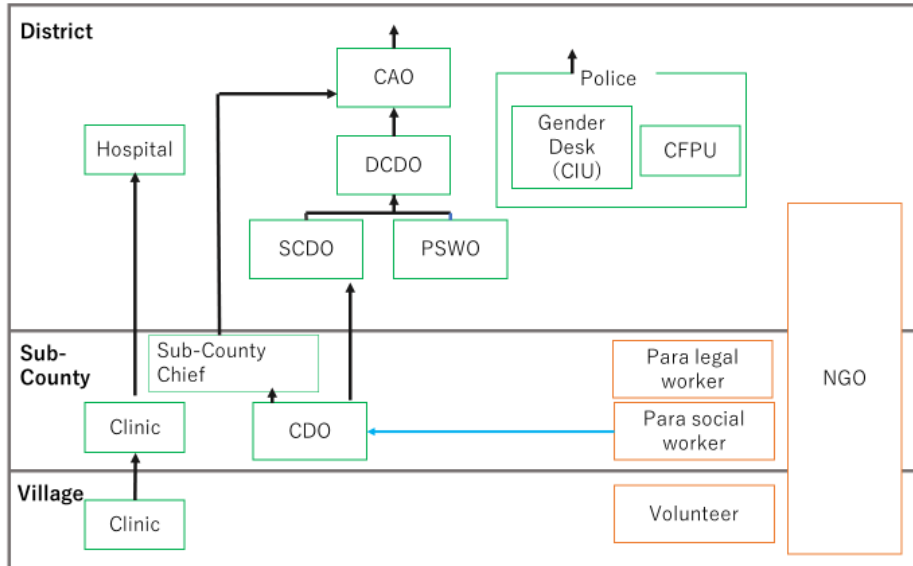 District
CAO
Police
Gender
Desk
（CIU）
CFPU
Hospital
DCDO
SCDO
PSWO
Sub-
County
Sub-County
Chief
Para legal
worker
NGO
Clinic
CDO
Para social
worker
Village
Clinic
Volunteer